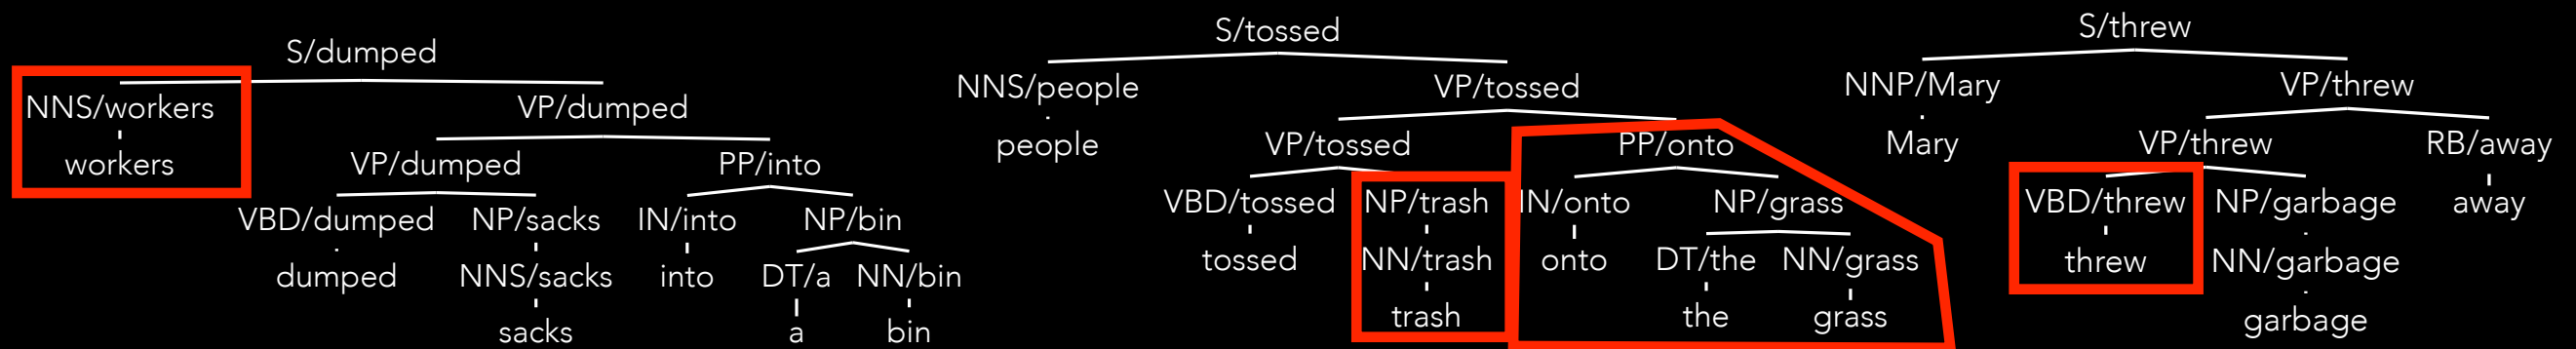 S/dumped
NNS/workers VP/dumped
workers VP/dumped PP/into
VBD/dumped NP/sacks IN/into NP/bin
dumped NNS/sacks into DT/a NN/bin
sacks a bin
S/tossed
NNS/people VP/tossed
people VP/tossed PP/onto
VBD/tossed NP/trash IN/onto NP/grass
tossed NN/trash onto DT/the NN/grass
trash the grass
S/threw
NNP/Mary VP/threw
Mary VP/threw RB/away
VBD/threw NP/garbage away
threw NN/garbage
garbage